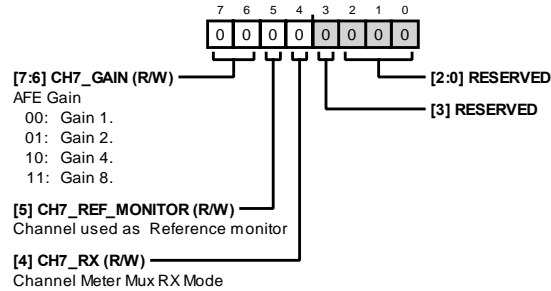 7 6 5 4 3 2 1 0
0 0 0 0 0 0 0 0
[7:6] CH7_GAIN (R/W)
AFE Gain
00: Gain 1.
01: Gain 2.
10: Gain 4.
11: Gain 8.
[5] CH7_REF_MONITOR (R/W)
Channel used as Reference monitor
[4] CH7_RX (R/W)
Channel Meter Mux RX Mode
[2:0] RESERVED
[3] RESERVED